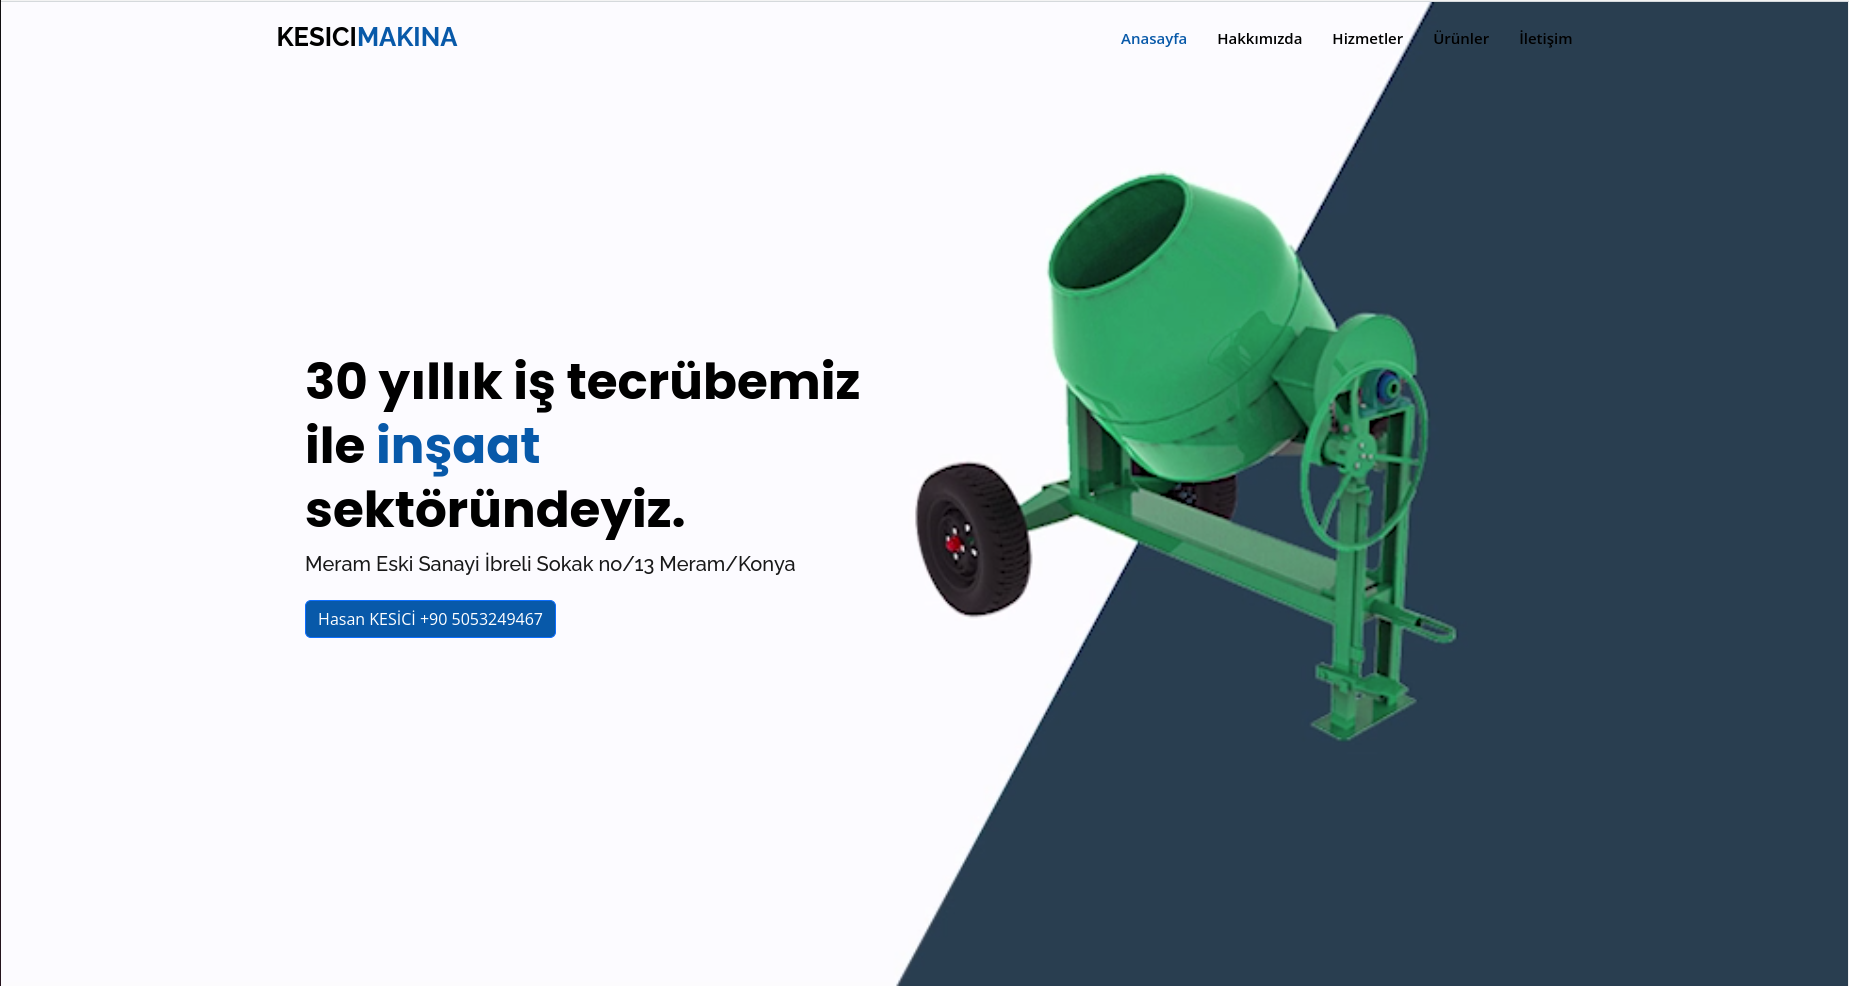 KESICIMAKINA
Anasayfa Hakkımızda Hizmetler Ürünler İletişim
30 yıllık iş tecrübemiz
ile inşaat
sektöründeyiz.
Meram Eski Sanayi İbreli Sokak no/13 Meram/Konya
Hasan KESİCİ +90 5053249467